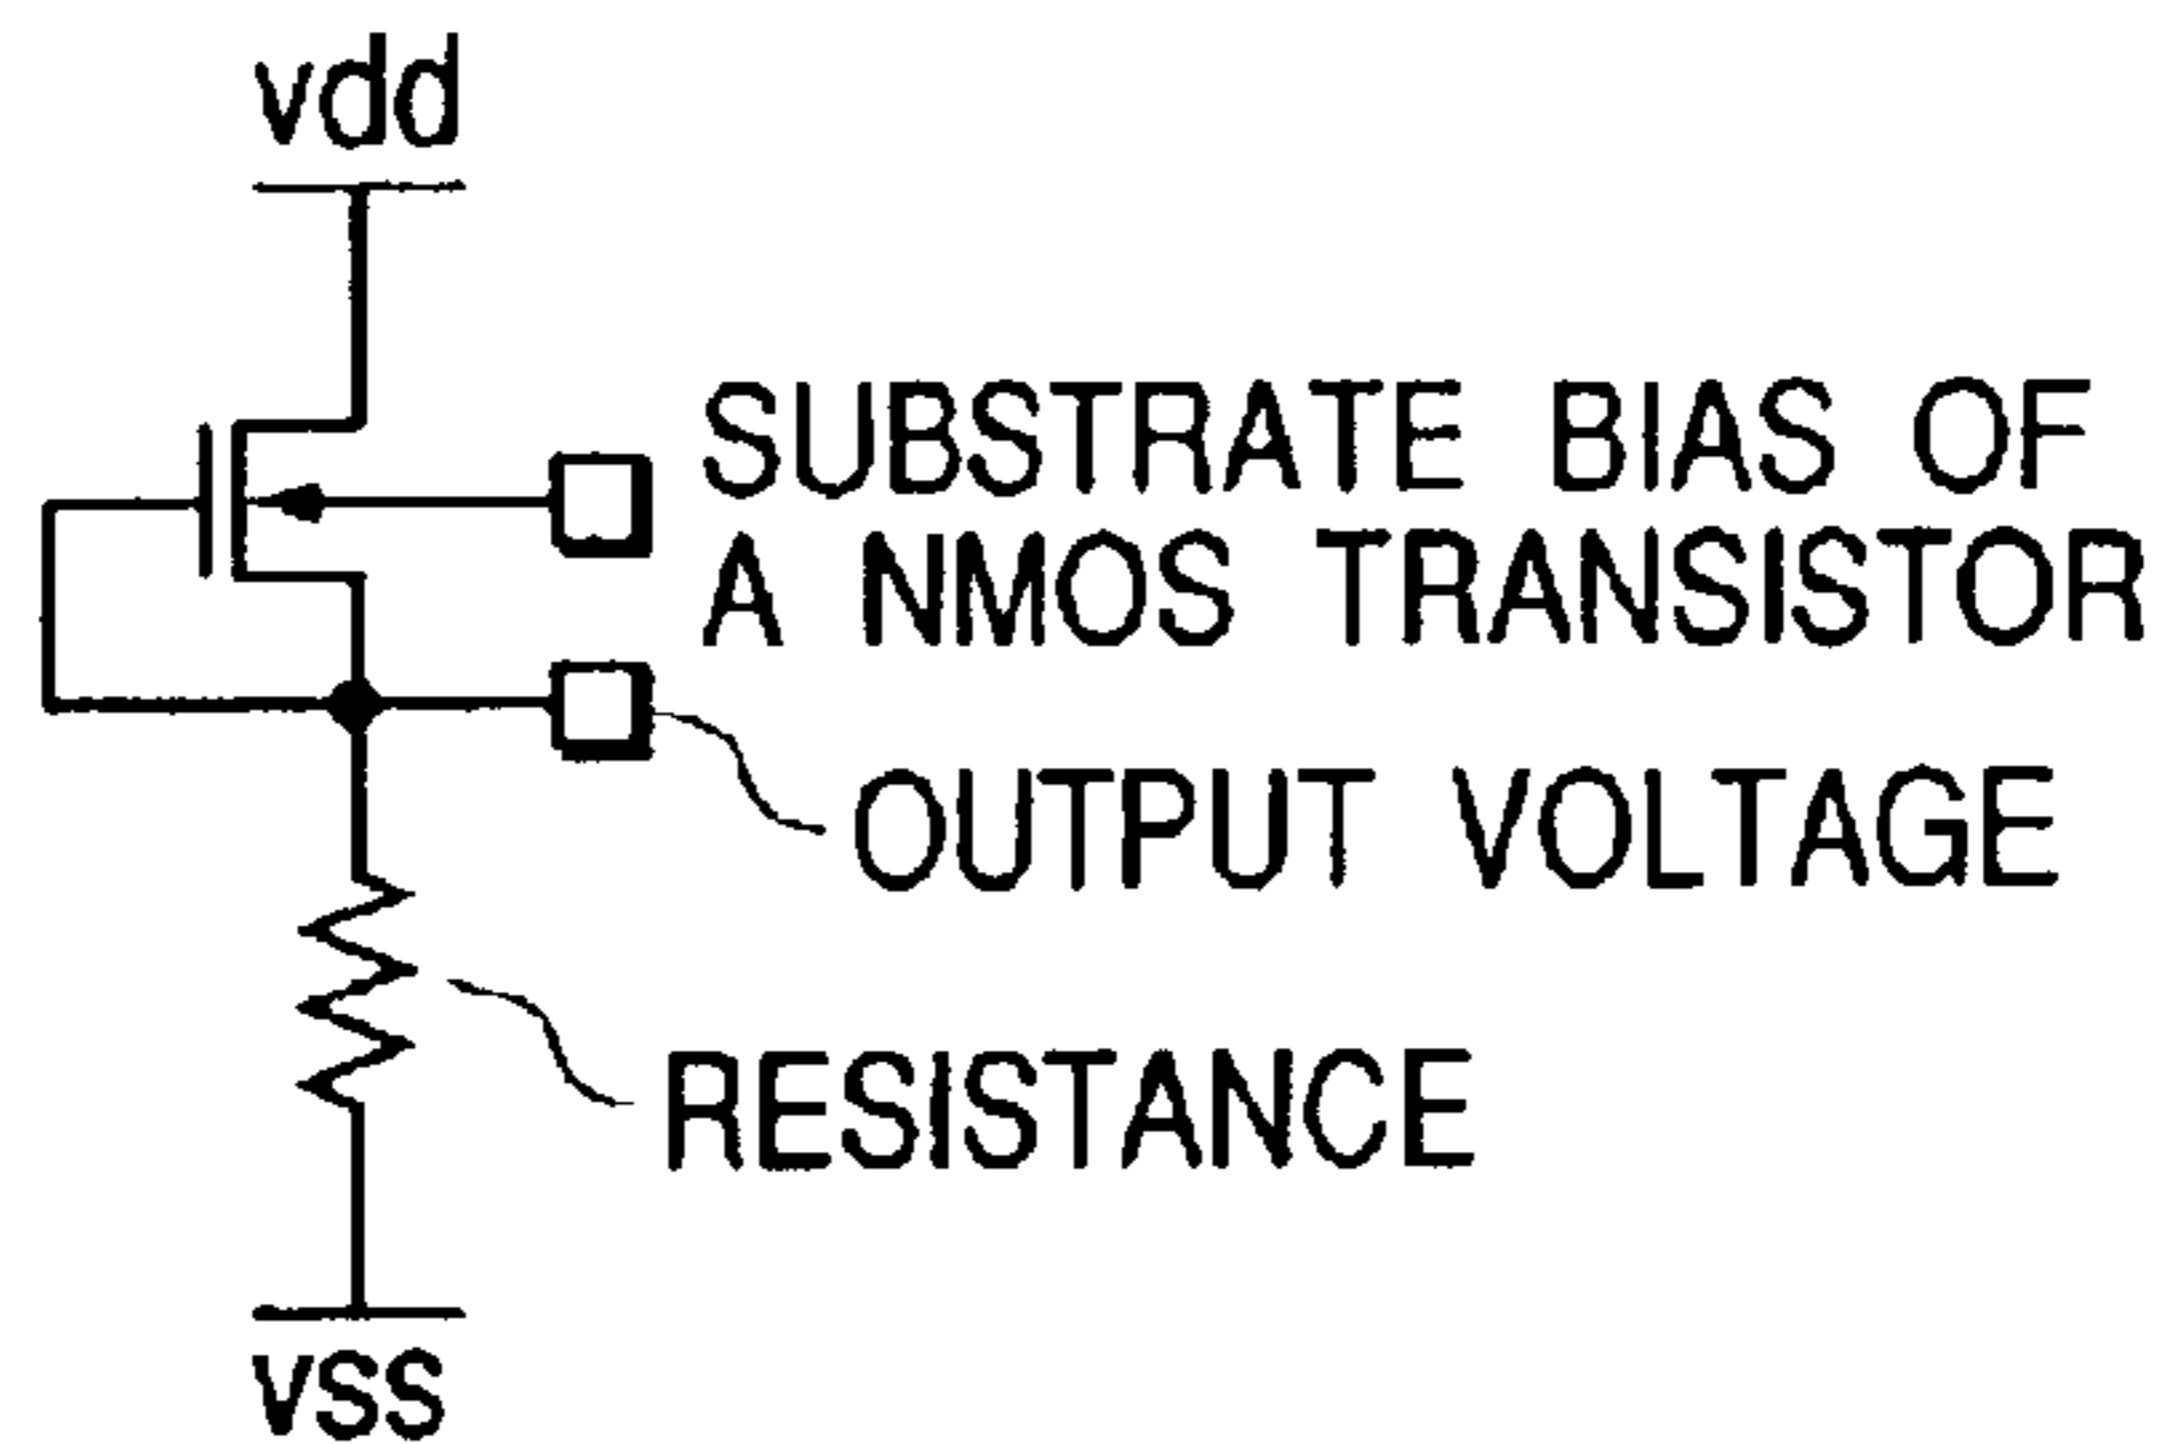 vdd
SUBSTRATE BIAS OF
A NMOS TRANSISTOR
OUTPUT VOLTAGE
RESISTANCE
vss